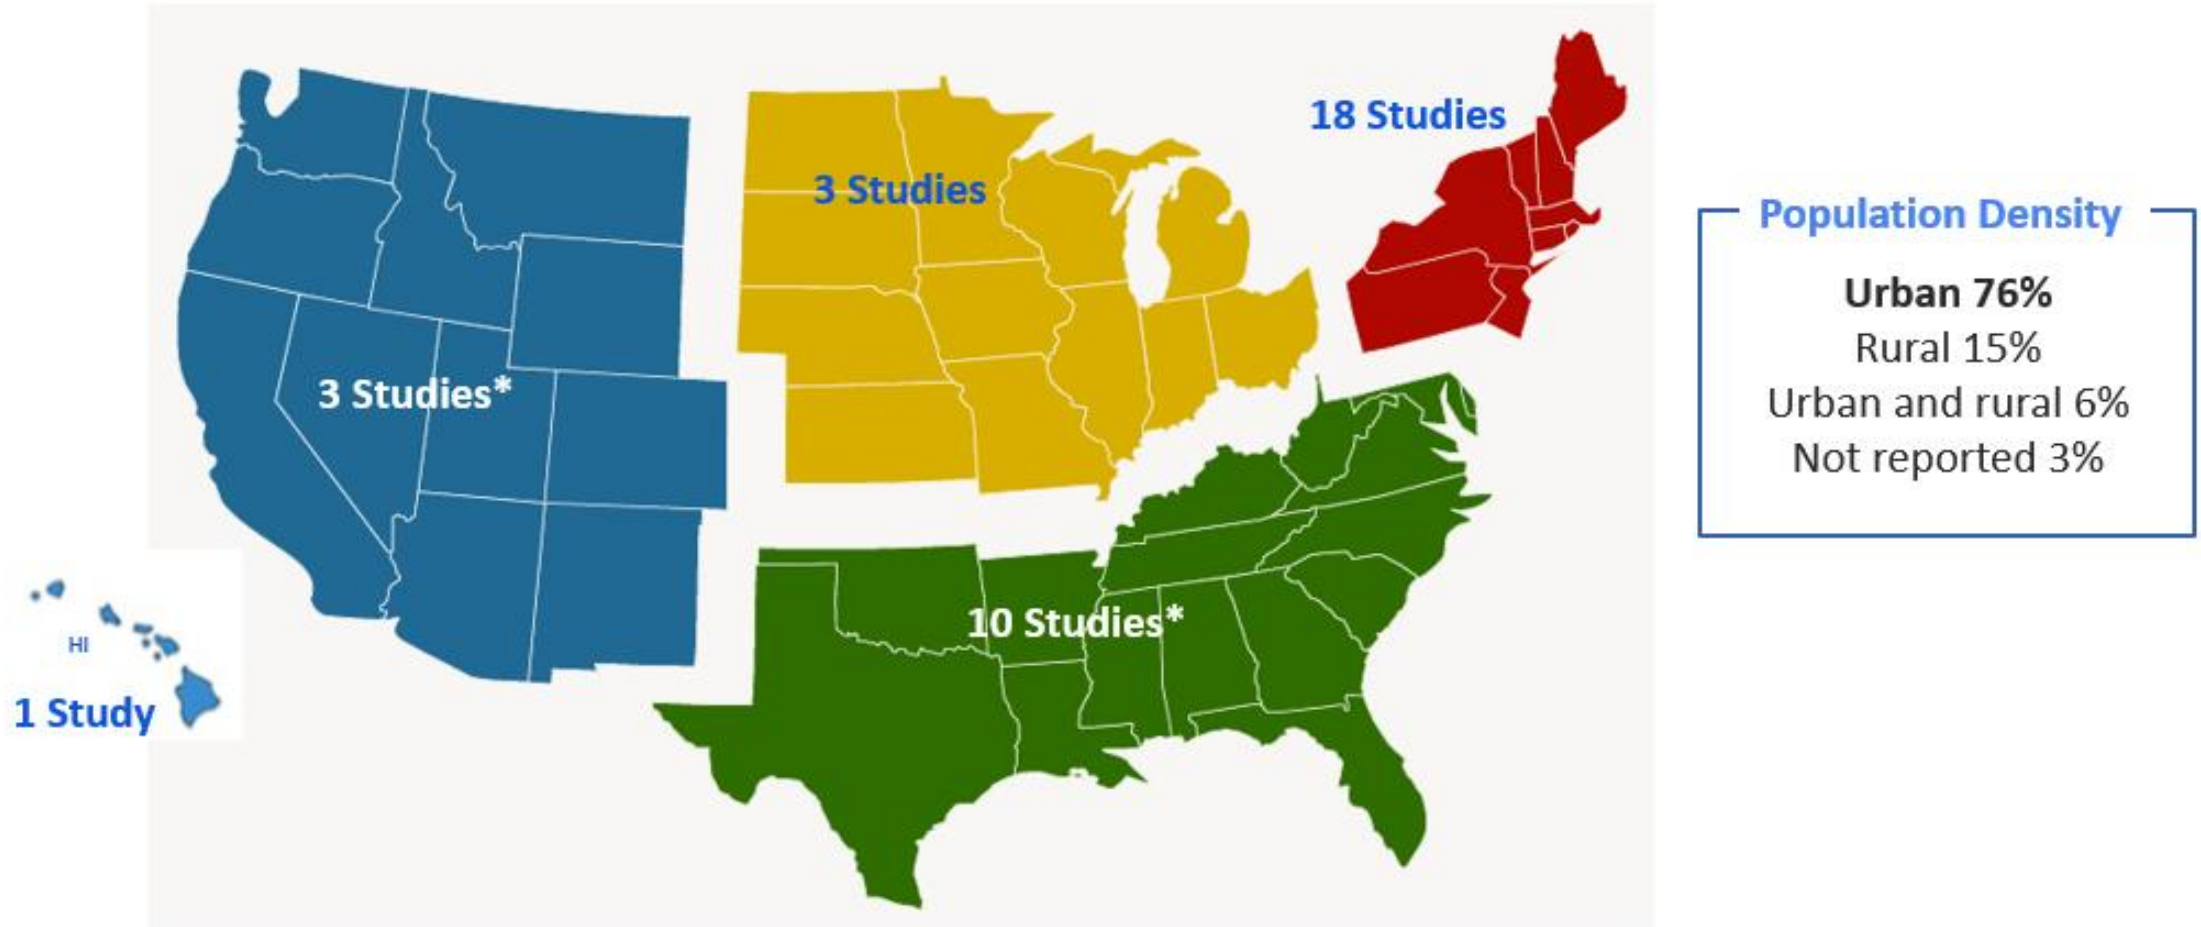 18 Studies
3 Studies
3 Studies*
10 Studies*
HI
1 Study
Population Density
Urban 76%
Rural 15%
Urban and rural 6%
Not reported 3%